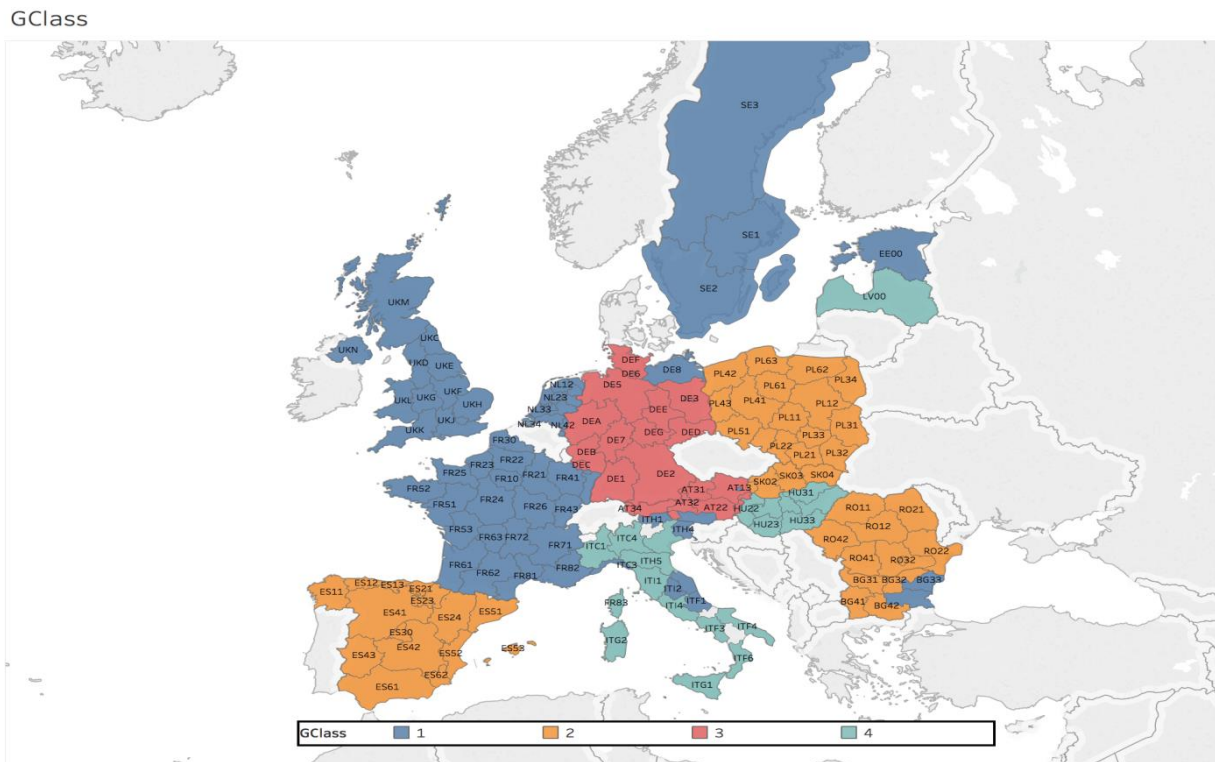 GClass
SE3
SE1
EE00
SE2
LV00
UKM
UKC
UKN
UKD
UKE
UKF
UKL
UKG
UKH
UKJ
UKK
NL12
NL23
NL33
NL34
NL42
DEF
DE6
DE8
DE5
DE3
DEE
DEA
DEG
DED
DE7
DEB
DEC
DE2
DE1
PL63
PL42
PL62
PL61
PL34
PL43
PL41
PL12
PL11
PL31
PL51
PL33
PL22
PL21
PL32
SK03
SK04
SK02
FR30
FR22
FR23
FR25
FR10
FR21
FR41
FR52
FR24
FR51
FR26
FR43
FR53
FR63
FR72
FR71
FR61
FR62
FR81
FR82
AT31
AT13
AT32
AT22
AT34
HU31
HU22
HU23
HU33
ITH1
ITH4
ITC4
ITC1
ITH5
ITC3
ITI1
ITI2
ITF1
ITI4
FR83
ITF3
ITF4
ITG2
ITF6
ITG1
RO11
RO21
RO12
RO42
RO22
RO41
RO32
BG31
BG32
BG33
BG41
BG42
ES12
ES13
ES21
ES11
ES23
ES41
ES24
ES51
ES30
ES42
ES43
ES52
ES53
ES62
ES61
GClass 1 2 3 4